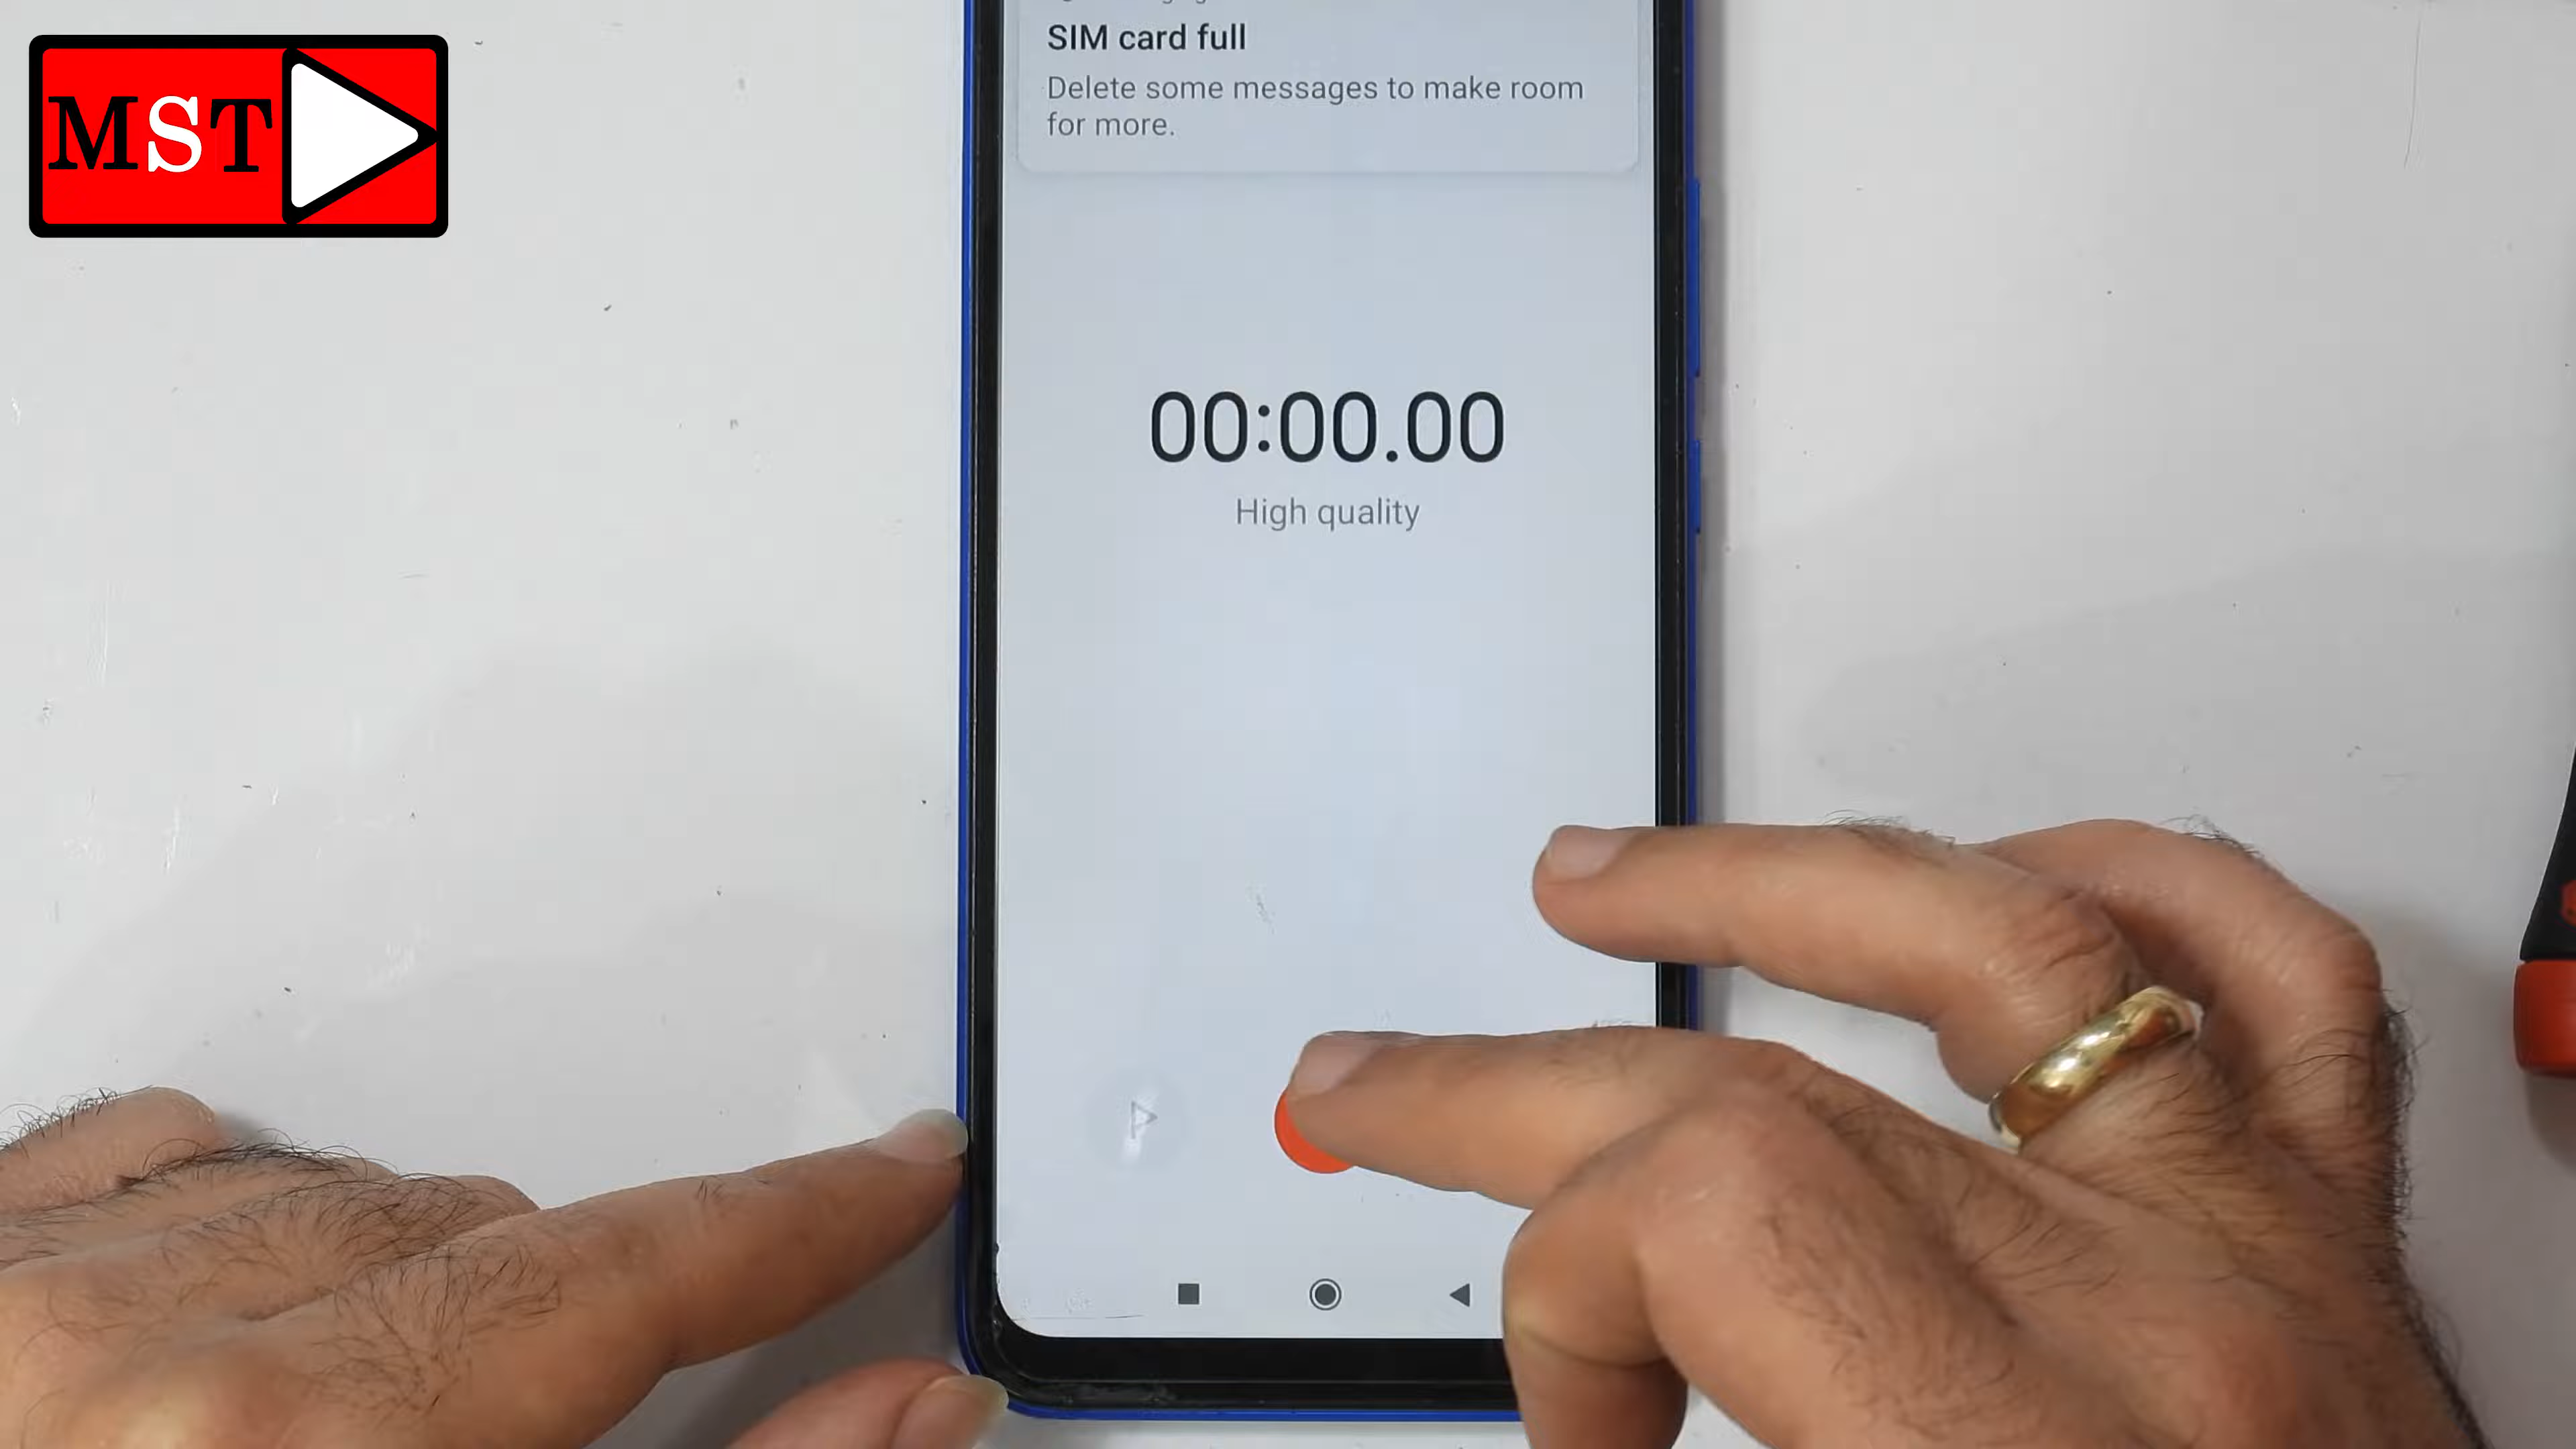 MST
SIM card full
Delete some messages to make room
for more.
00:00.00
High quality